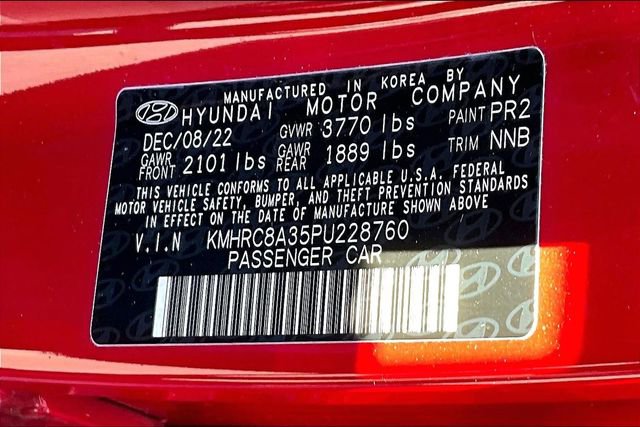 MANUFACTURED IN KOREA BY
HYUNDAI MOTOR COMPANY
DEC/08/22 GVWR 3770 lbs PAINT PR2
GAWR FRONT 2101 lbs GAWR REAR 1889 lbs TRIM NNB
THIS VEHICLE CONFORMS TO ALL APPLICABLE U.S.A. FEDERAL
MOTOR VEHICLE SAFETY, BUMPER, AND THEFT PREVENTION STANDARDS
IN EFFECT ON THE DATE OF MANUFACTURE SHOWN ABOVE
V.I.N KMHRC8A35PU228760
PASSENGER CAR